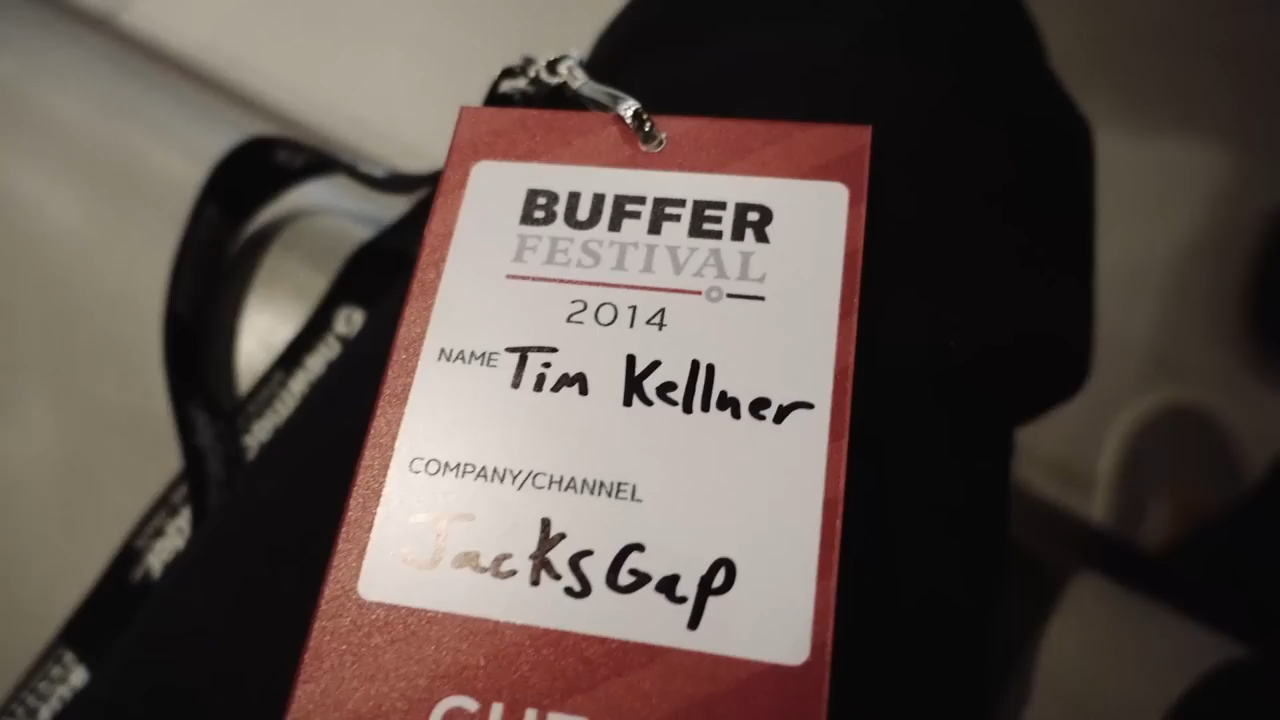 BUFFER
FESTIVAL
2014
NAME Tim Kellner
COMPANY/CHANNEL
JacksGap